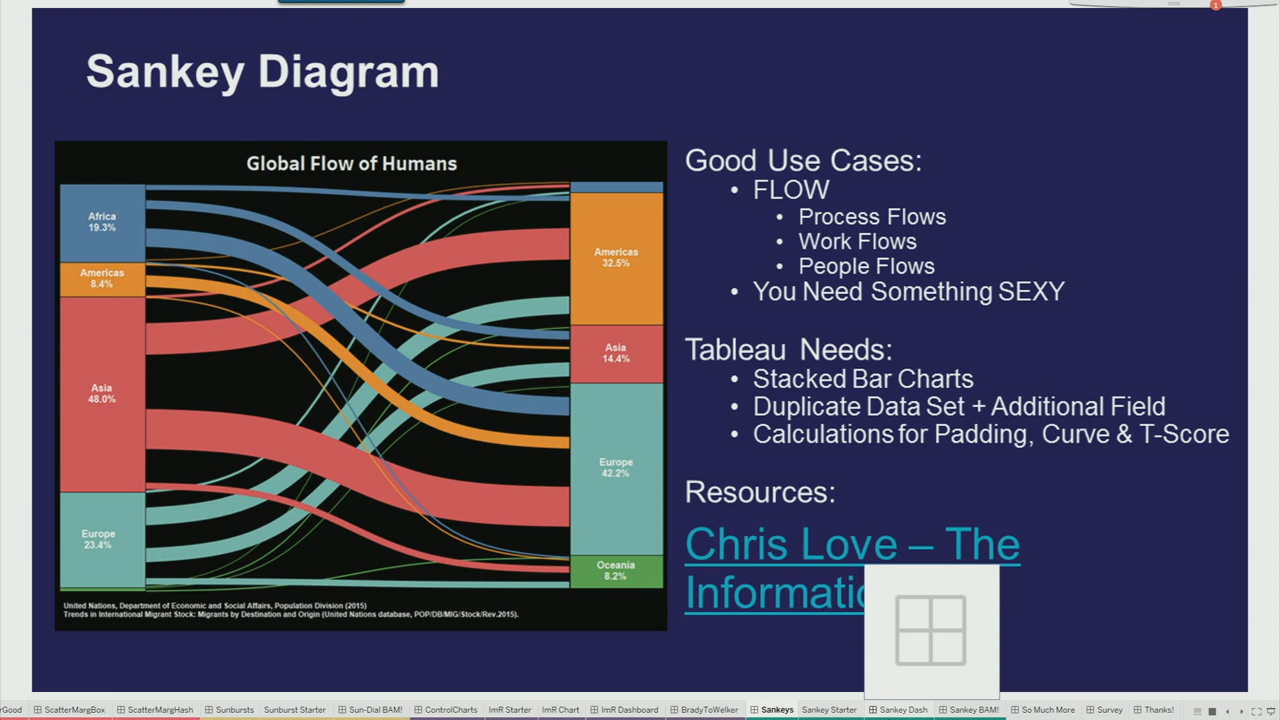 1
Sankey Diagram
Global Flow of Humans
Africa
19.3%
Americas
8.4%
Asia
48.0%
Europe
23.4%
Americas
32.5%
Asia
14.4%
Europe
42.2%
Oceania
8.2%
United Nations, Department of Economic and Social Affairs, Population Division (2015)
Trends in International Migrant Stock: Migrants by Destination and Origin (United Nations database, POP/DB/MIG/Stock/Rev.2015).
Good Use Cases:
• FLOW
• Process Flows
• Work Flows
• People Flows
• You Need Something SEXY
Tableau Needs:
• Stacked Bar Charts
• Duplicate Data Set + Additional Field
• Calculations for Padding, Curve & T-Score
Resources:
Chris Love – The
Informatio
rGood ScatterMargBox ScatterMargHash Sunbursts Sunburst Starter Sun-Dial BAM! ControlCharts ImR Starter ImR Chart ImR Dashboard BradyToWelker Sankeys Sankey Starter Sankey Dash Sankey BAM! So Much More Survey Thanks!